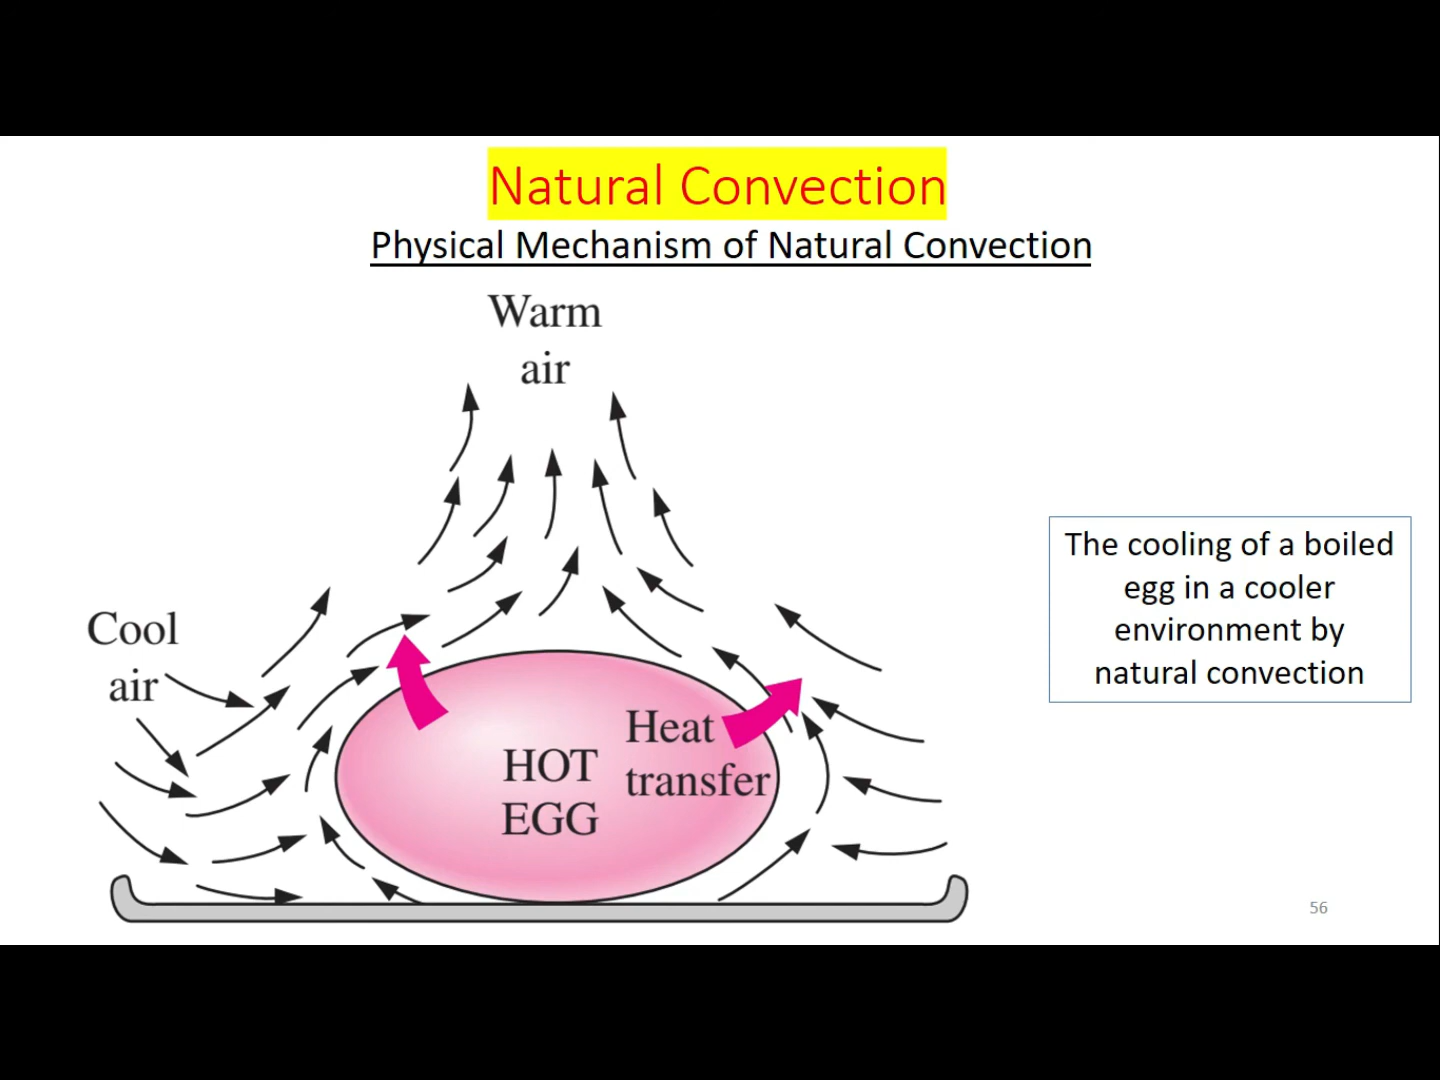 Natural Convection
Physical Mechanism of Natural Convection
Warm
air
Cool
air
Heat
transfer
HOT
EGG
The cooling of a boiled
egg in a cooler
environment by
natural convection
56